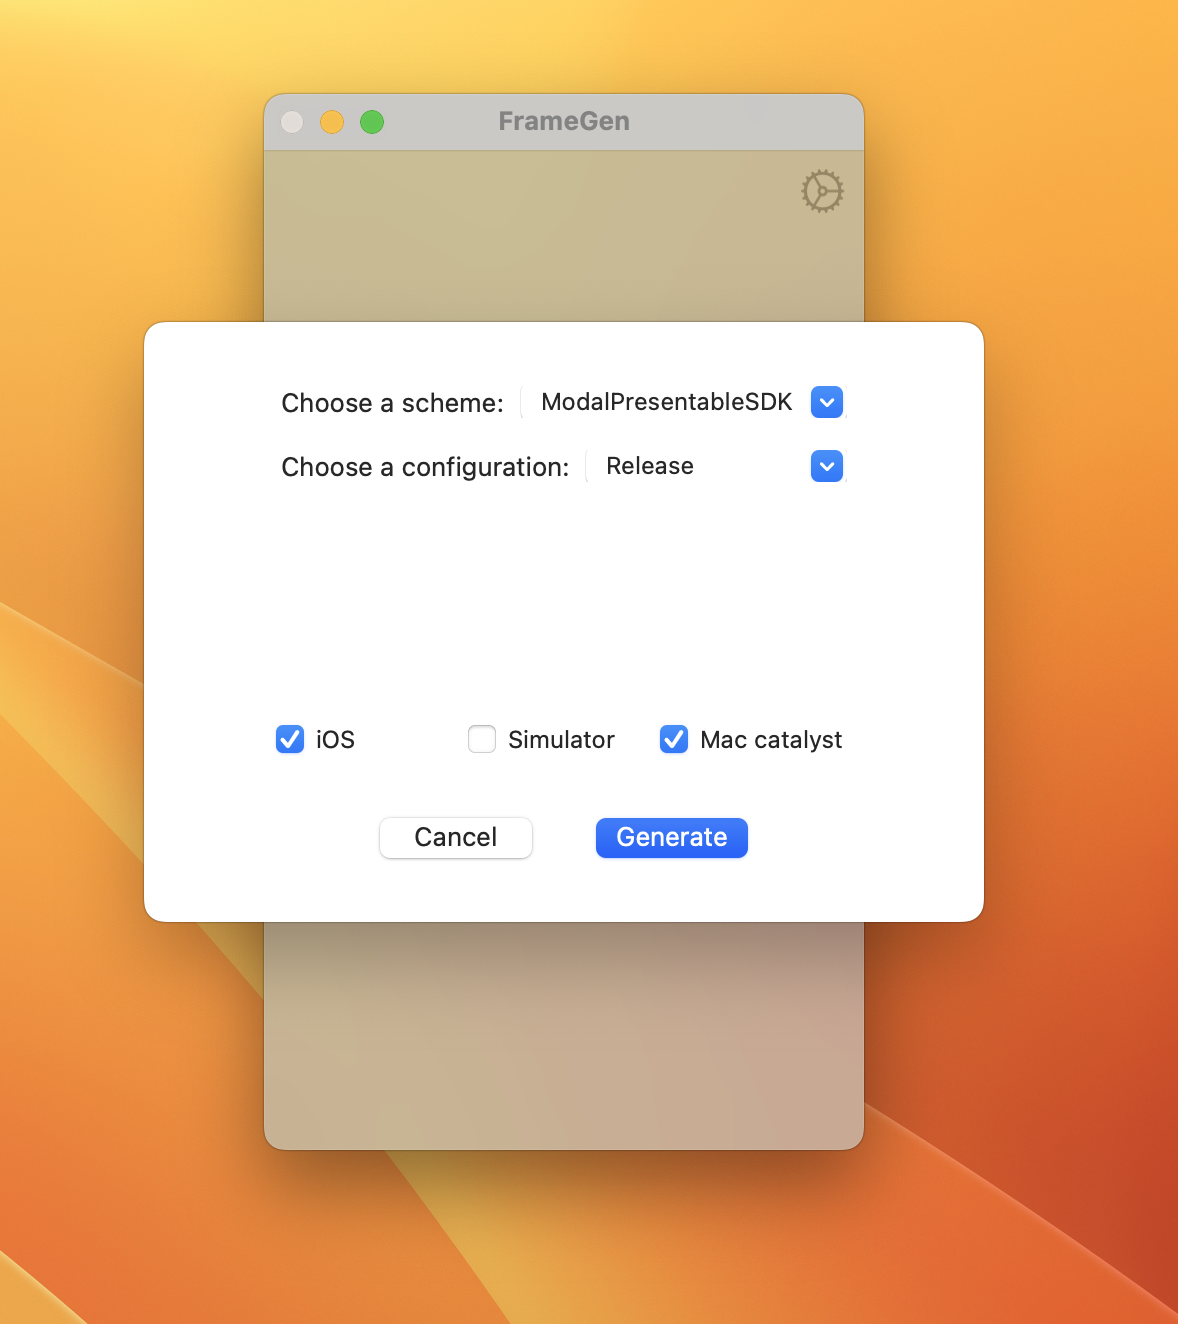 FrameGen
Choose a scheme: ModalPresentableSDK
Choose a configuration: Release
iOS Simulator Mac catalyst
Cancel Generate